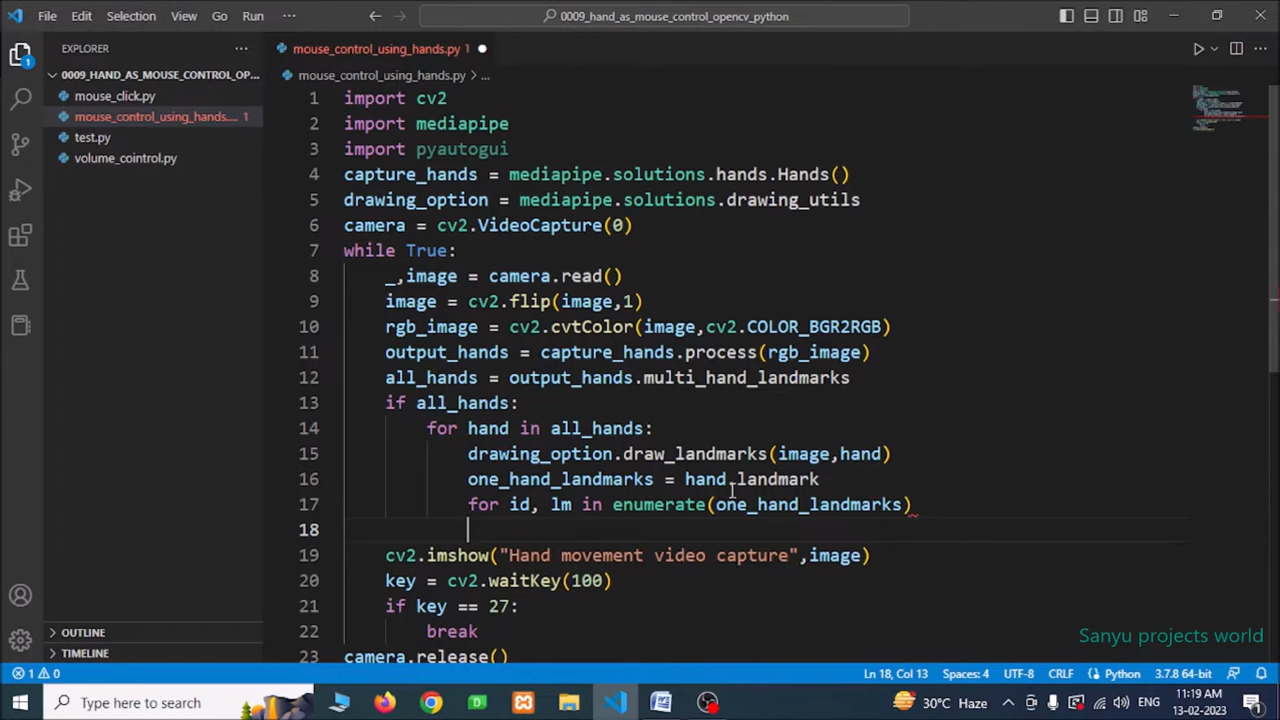 File Edit Selection View Go Run ··· 0009_hand_as_mouse_control_opencv_python
EXPLORER ···
mouse_control_using_hands.py 1
0009_HAND_AS_MOUSE_CONTROL_OP...
mouse_control_using_hands.py > ...
mouse_click.py
mouse_control_using_hands.... 1
test.py
volume_cointrol.py
1 import cv2
2 import mediapipe
3 import pyautogui
4 capture_hands = mediapipe.solutions.hands.Hands()
5 drawing_option = mediapipe.solutions.drawing_utils
6 camera = cv2.VideoCapture(0)
7 while True:
8 _,image = camera.read()
9 image = cv2.flip(image,1)
10 rgb_image = cv2.cvtColor(image,cv2.COLOR_BGR2RGB)
11 output_hands = capture_hands.process(rgb_image)
12 all_hands = output_hands.multi_hand_landmarks
13 if all_hands:
14 for hand in all_hands:
15 drawing_option.draw_landmarks(image,hand)
16 one_hand_landmarks = hand.landmark
17 for id, lm in enumerate(one_hand_landmarks)
18
19 cv2.imshow("Hand movement video capture",image)
20 key = cv2.waitKey(100)
21 if key == 27:
22 break
23 camera.release()
OUTLINE
TIMELINE
Sanyu projects world
1 0 Ln 18, Col 13 Spaces: 4 UTF-8 CRLF Python 3.7.8 64-bit
Type here to search
30°C Haze ENG 11:19 AM 13-02-2023 1